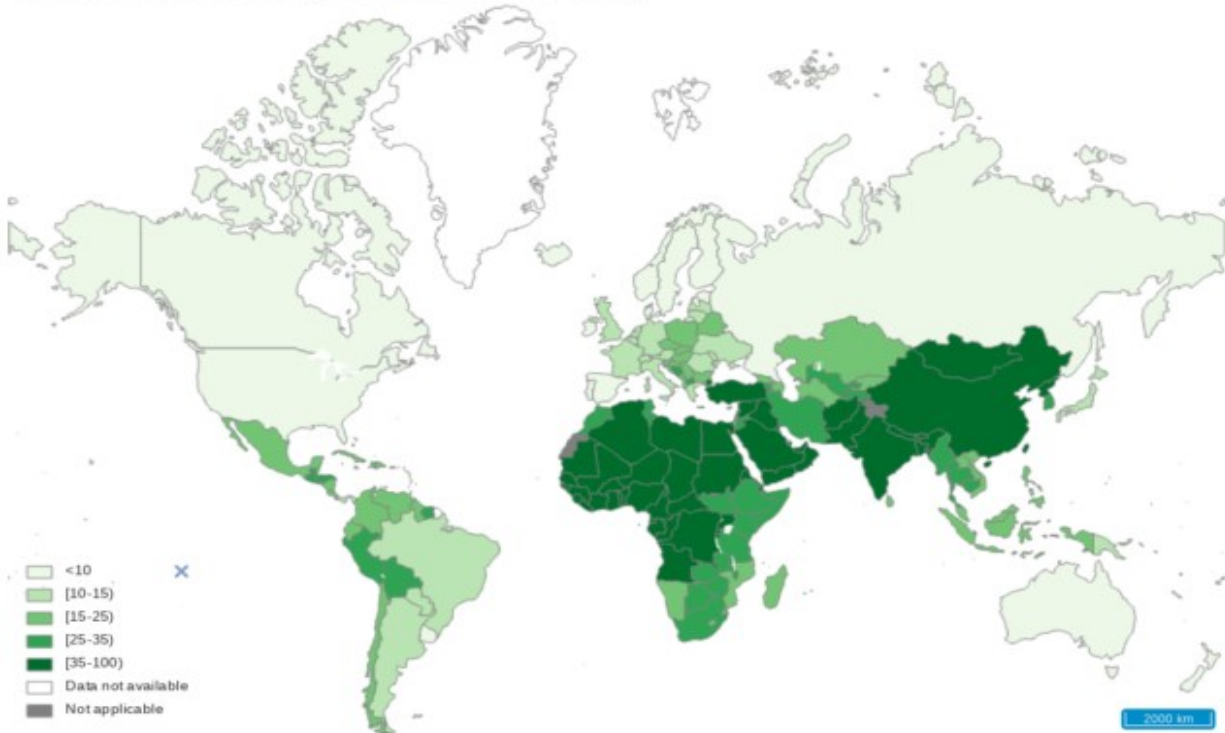 <10
[10-15)
[15-25)
[25-35)
[35-100)
Data not available
Not applicable
2000 km